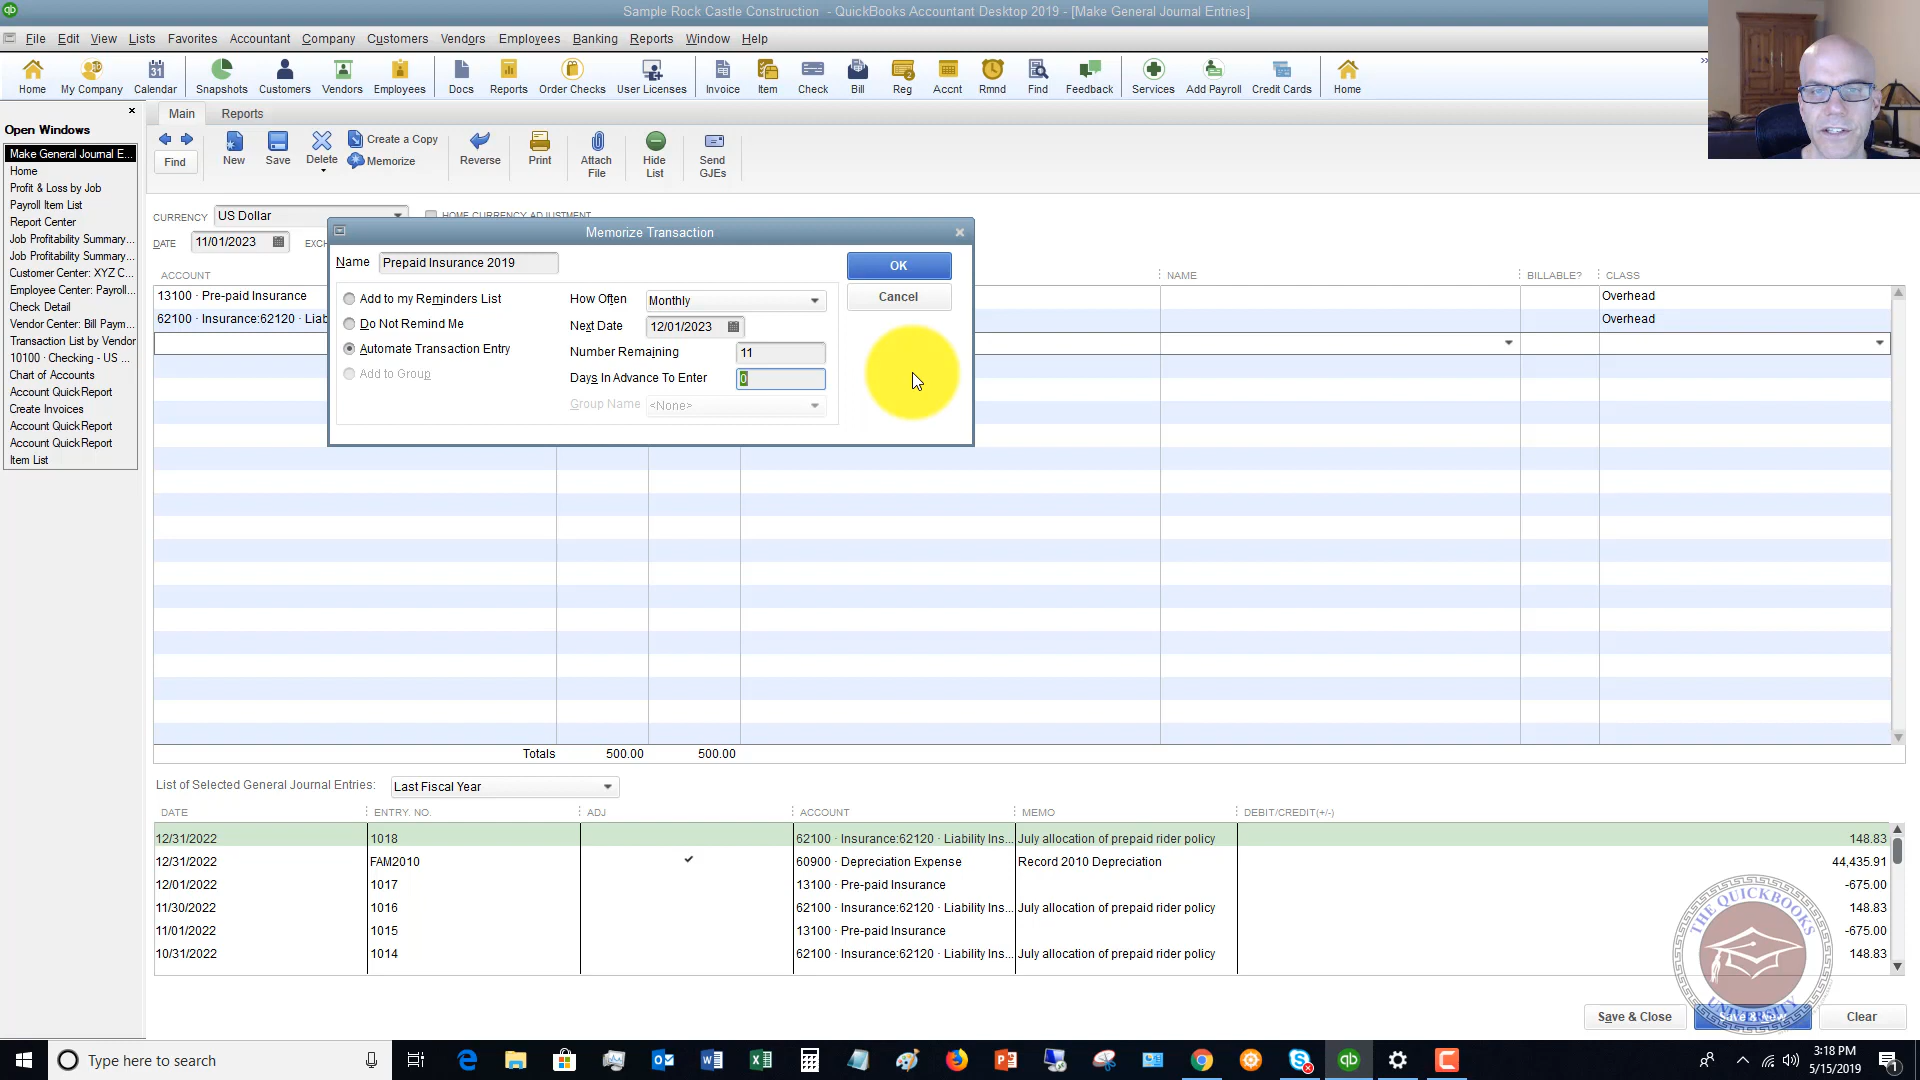 Sample Rock Castle Construction - QuickBooks Accountant Desktop 2019 - [Make General Journal Entries]
File Edit View Lists Favorites Accountant Company Customers Vendors Employees Banking Reports Window Help
Home My Company Calendar Snapshots Customers Vendors Employees Docs Reports Order Checks User Licenses Invoice Item Check Bill Reg Accnt Rmnd Find Feedback Services Add Payroll Credit Cards Home
Open Windows
Make General Journal E...
Home
Profit & Loss by Job
Payroll Item List
Report Center
Job Profitability Summary...
Job Profitability Summary...
Customer Center: XYZ C...
Employee Center: Payroll...
Check Detail
Vendor Center: Bill Paym...
Transaction List by Vendor
10100 · Checking - US ...
Chart of Accounts
Account QuickReport
Create Invoices
Account QuickReport
Account QuickReport
Item List
Main Reports
Find New Save Delete Create a Copy
Memorize
Reverse Print Attach File Hide List Send GJEs
CURRENCY US Dollar HOME CURRENCY ADJUSTMENT
DATE 11/01/2023 EXCH
ACCOUNT NAME BILLABLE? CLASS
13100 · Pre-paid Insurance Overhead
62100 · Insurance:62120 · Liab Overhead
Memorize Transaction
Name Prepaid Insurance 2019 OK
Cancel
Add to my Reminders List How Often Monthly
Do Not Remind Me Next Date 12/01/2023
Automate Transaction Entry Number Remaining 11
Add to Group Days In Advance To Enter 0
Group Name <None>
Totals 500.00 500.00
List of Selected General Journal Entries: Last Fiscal Year
DATE ENTRY. NO. ADJ ACCOUNT MEMO DEBIT/CREDIT(+/-)
12/31/2022 1018 62100 · Insurance:62120 · Liability Ins... July allocation of prepaid rider policy 148.83
12/31/2022 FAM2010 60900 · Depreciation Expense Record 2010 Depreciation 44,435.91
12/01/2022 1017 13100 · Pre-paid Insurance -675.00
11/30/2022 1016 62100 · Insurance:62120 · Liability Ins... July allocation of prepaid rider policy 148.83
11/01/2022 1015 13100 · Pre-paid Insurance -675.00
10/31/2022 1014 62100 · Insurance:62120 · Liability Ins... July allocation of prepaid rider policy 148.83
THE QUICKBOOKS UNIVERSITY
Save & Close Clear
Type here to search
3:18 PM
5/15/2019